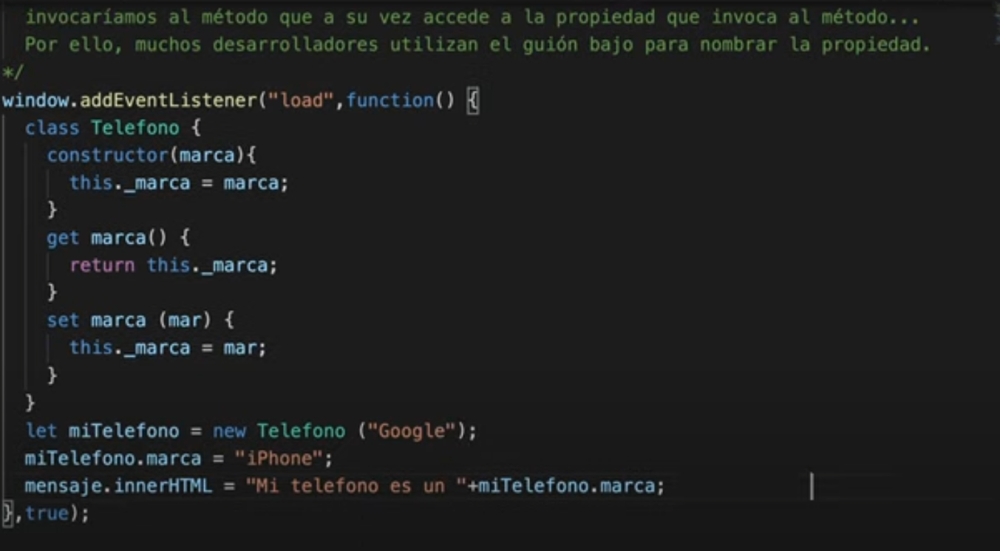 invocaríamos al método que a su vez accede a la propiedad que invoca al método...
Por ello, muchos desarrolladores utilizan el guión bajo para nombrar la propiedad.
*/
window.addEventListener("load",function() {
class Telefono {
constructor(marca){
this._marca = marca;
}
get marca() {
return this._marca;
}
set marca (mar) {
this._marca = mar;
}
}
let miTelefono = new Telefono ("Google");
miTelefono.marca = "iPhone";
mensaje.innerHTML = "Mi telefono es un "+miTelefono.marca;
},true);